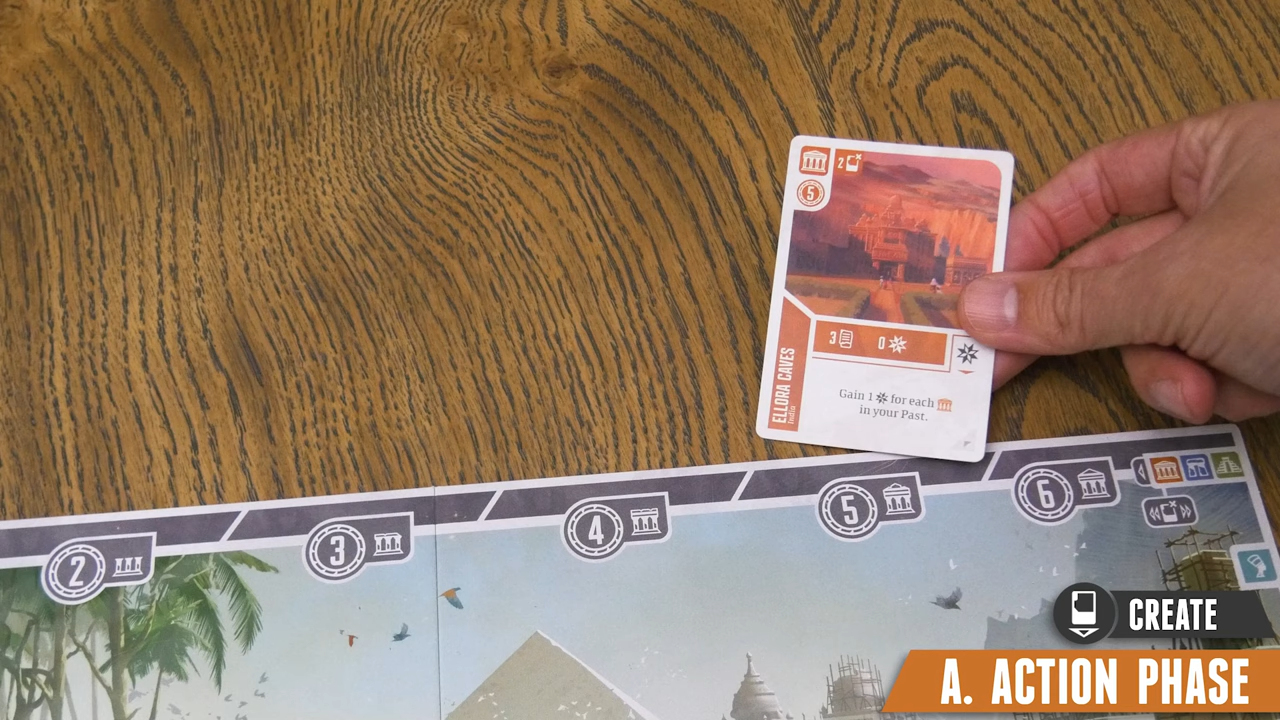 2
5
3 0
ELLORA CAVES
India
Gain 1 for each
in your Past.
2
3
4
5
6
CREATE
A. ACTION PHASE